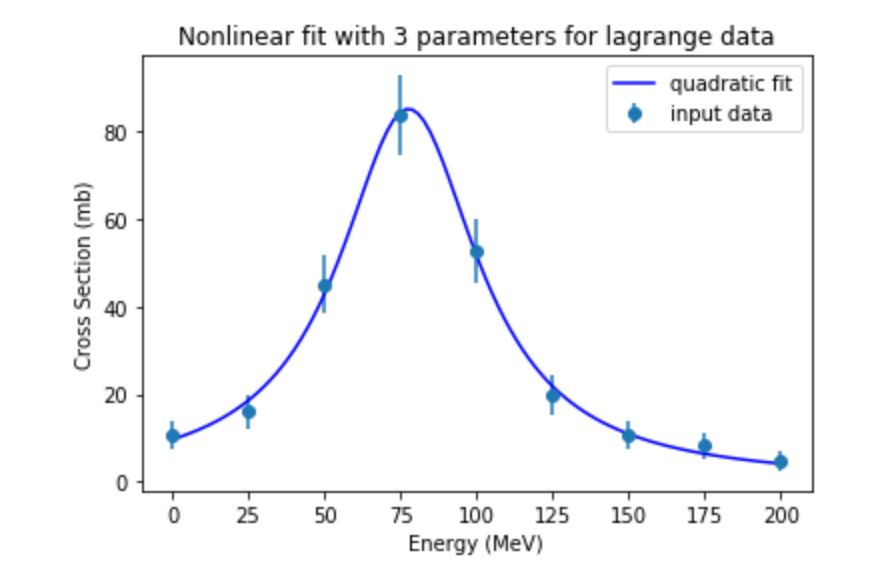 Nonlinear fit with 3 parameters for lagrange data
quadratic fit
input data
Cross Section (mb)
80
60
40
20
0
0 25 50 75 100 125 150 175 200
Energy (MeV)